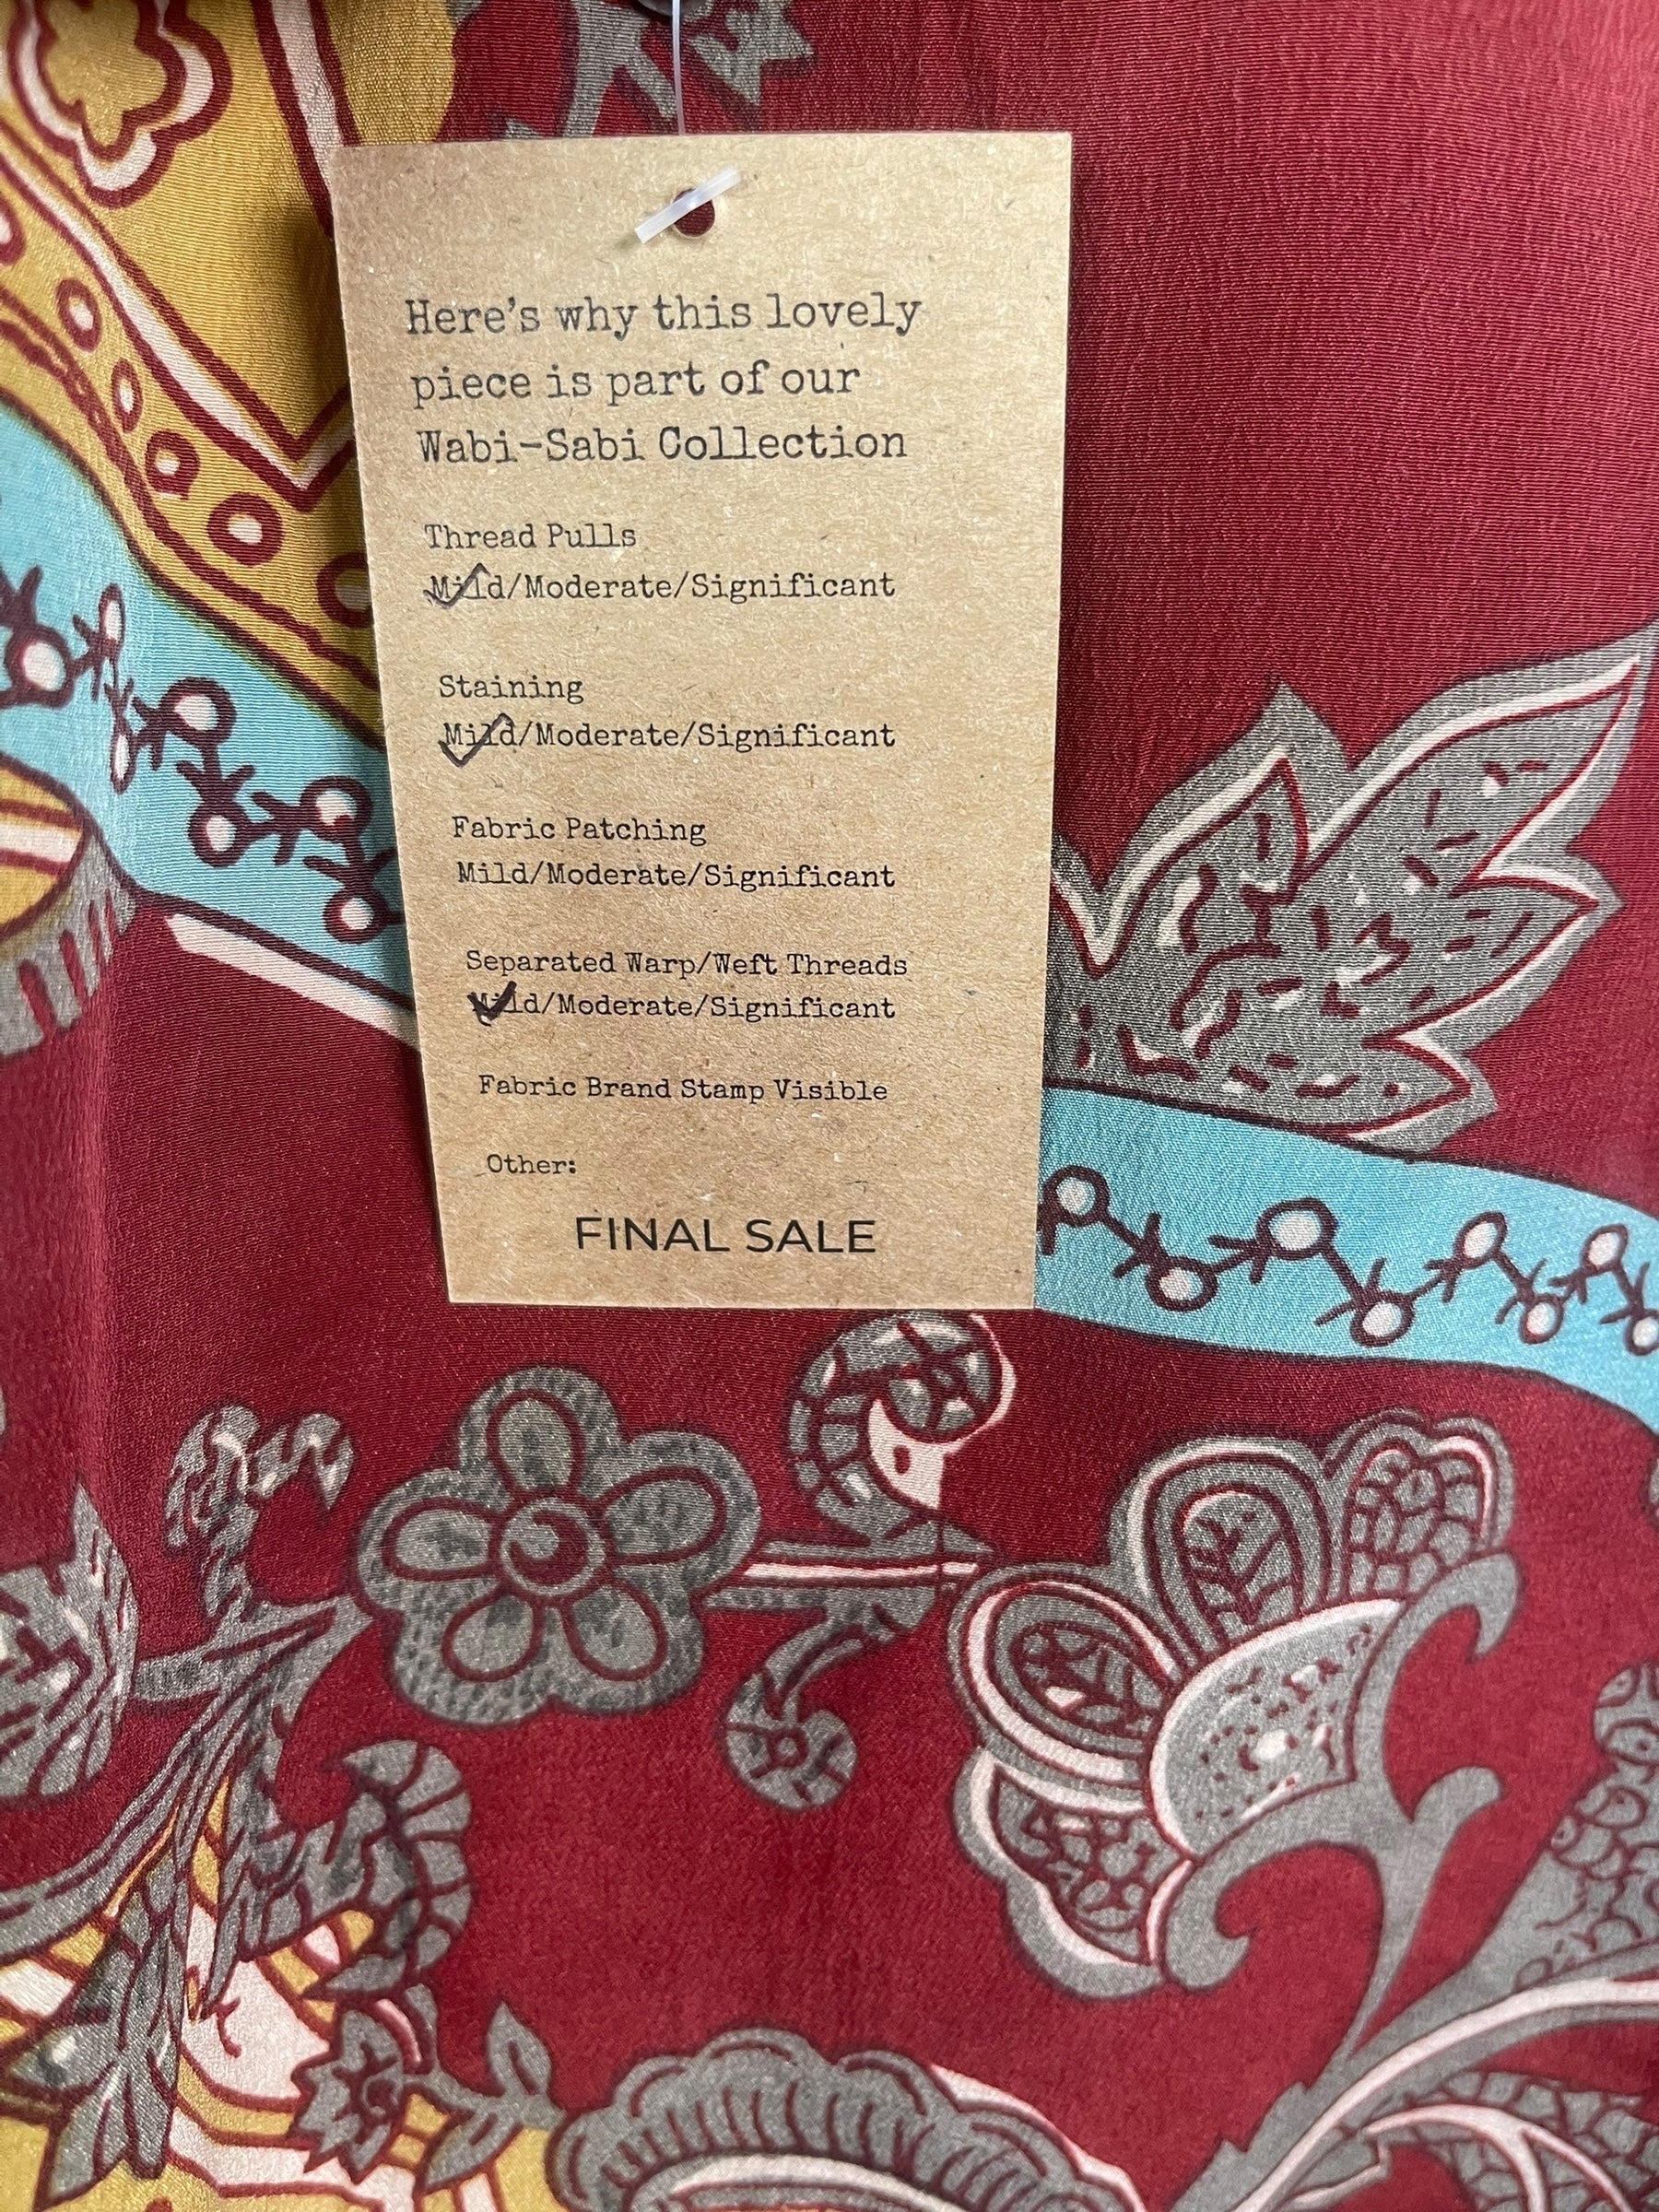 Here's why this lovely
piece is part of our
Wabi-Sabi Collection
Thread Pulls
Mild/Moderate/Significant
Staining
Mild/Moderate/Significant
Fabric Patching
Mild/Moderate/Significant
Separated Warp/Weft Threads
Mild/Moderate/Significant
Fabric Brand Stamp Visible
Other:
FINAL SALE